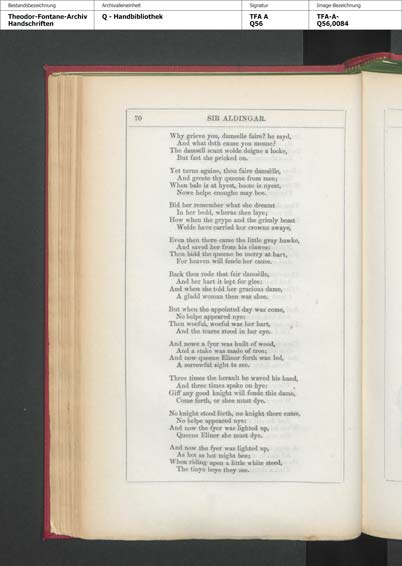 Bestandsbezeichnung
Archivalieneinheit
Signatur
Image-Bezeichnung
Theodor-Fontane-Archiv
Handschriften
Q - Handbibliothek
TFA A
Q56
TFA-A-
Q56,0084
70 SIR ALDINGAR.
Why grieve you, damselle faire? he sayd,
And what doth cause you moane?
The damsell scant wolde deigne a looke,
But fast she pricked on.
Yet turne againe, thou faire damsèlle,
And greete thy queene from mee;
When bale is at hyest, boote is nyest,
Nowe helpe enoughe may bee.
Bid her remember what she dreamt
In her bedd, wheras shee laye;
How when the grype and the grimly beast
Wolde have carried her crowne awaye,
Even then there came the little gray hawke,
And saved her from his clawes:
Then bidd the queene be merry at hart,
For heaven will fende her cause.
Back then rode that fair damsèlle,
And her hart it lept for glee:
And when she told her gracious dame,
A gladd woman then was shee.
But when the appointed day was come,
No helpe appeared nye:
Then woeful, woeful was her hart,
And the teares stood in her eye.
And nowe a fyer was built of wood,
And a stake was made of tree;
And now queene Elinor forth was led,
A sorrowful sight to see.
Three times the herault he waved his hand,
And three times spake on hye:
Giff any good knight will fende this dame,
Come forth, or shee must dye.
No knight stood forth, no knight there came,
No helpe appeared nye:
And now the fyer was lighted up,
Queene Elinor she must dye.
And now the fyer was lighted up,
As hot as hot might bee;
When riding upon a little white steed,
The tinye boye they see.